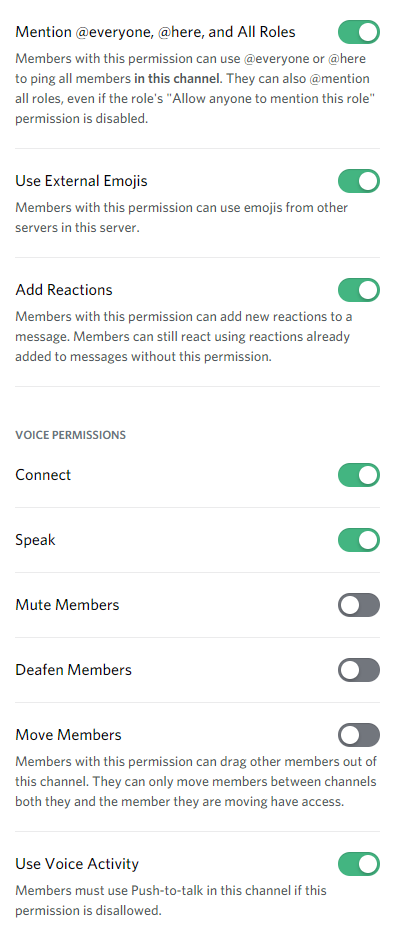 Mention @everyone, @here, and All Roles
Members with this permission can use @everyone or @here
to ping all members in this channel. They can also @mention
all roles, even if the role's "Allow anyone to mention this role"
permission is disabled.
Use External Emojis
Members with this permission can use emojis from other
servers in this server.
Add Reactions
Members with this permission can add new reactions to a
message. Members can still react using reactions already
added to messages without this permission.
VOICE PERMISSIONS
Connect
Speak
Mute Members
Deafen Members
Move Members
Members with this permission can drag other members out of
this channel. They can only move members between channels
both they and the member they are moving have access.
Use Voice Activity
Members must use Push-to-talk in this channel if this
permission is disallowed.